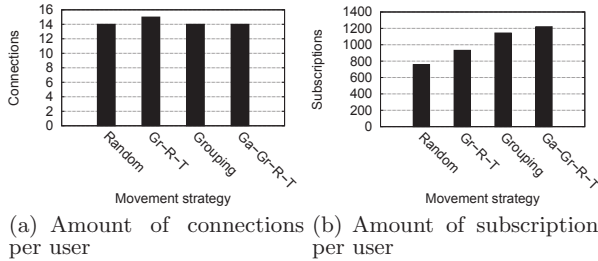 16
14
12
10
8
6
4
2
0
Connections
Random
Gr-R-T
Grouping
Ga-Gr-R-T
Movement strategy
(a) Amount of connections per user
1400
1200
1000
800
600
400
200
0
Subscriptions
Random
Gr-R-T
Grouping
Ga-Gr-R-T
Movement strategy
(b) Amount of subscription per user